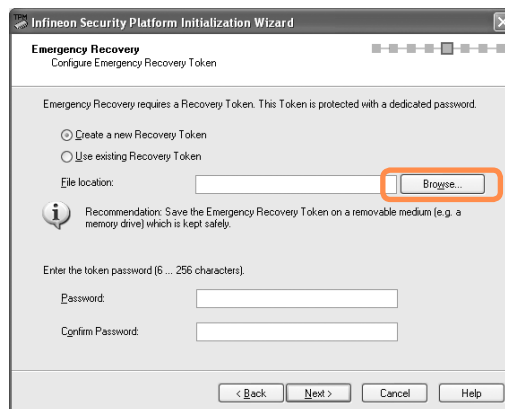 TPM Infineon Security Platform Initialization Wizard
Emergency Recovery
Configure Emergency Recovery Token
Emergency Recovery requires a Recovery Token. This Token is protected with a dedicated password.
Create a new Recovery Token
Use existing Recovery Token
File location:
Browse...
Recommendation: Save the Emergency Recovery Token on a removable medium (e.g. a
memory drive) which is kept safely.
Enter the token password (6 ... 256 characters).
Password:
Confirm Password:
< Back Next > Cancel Help